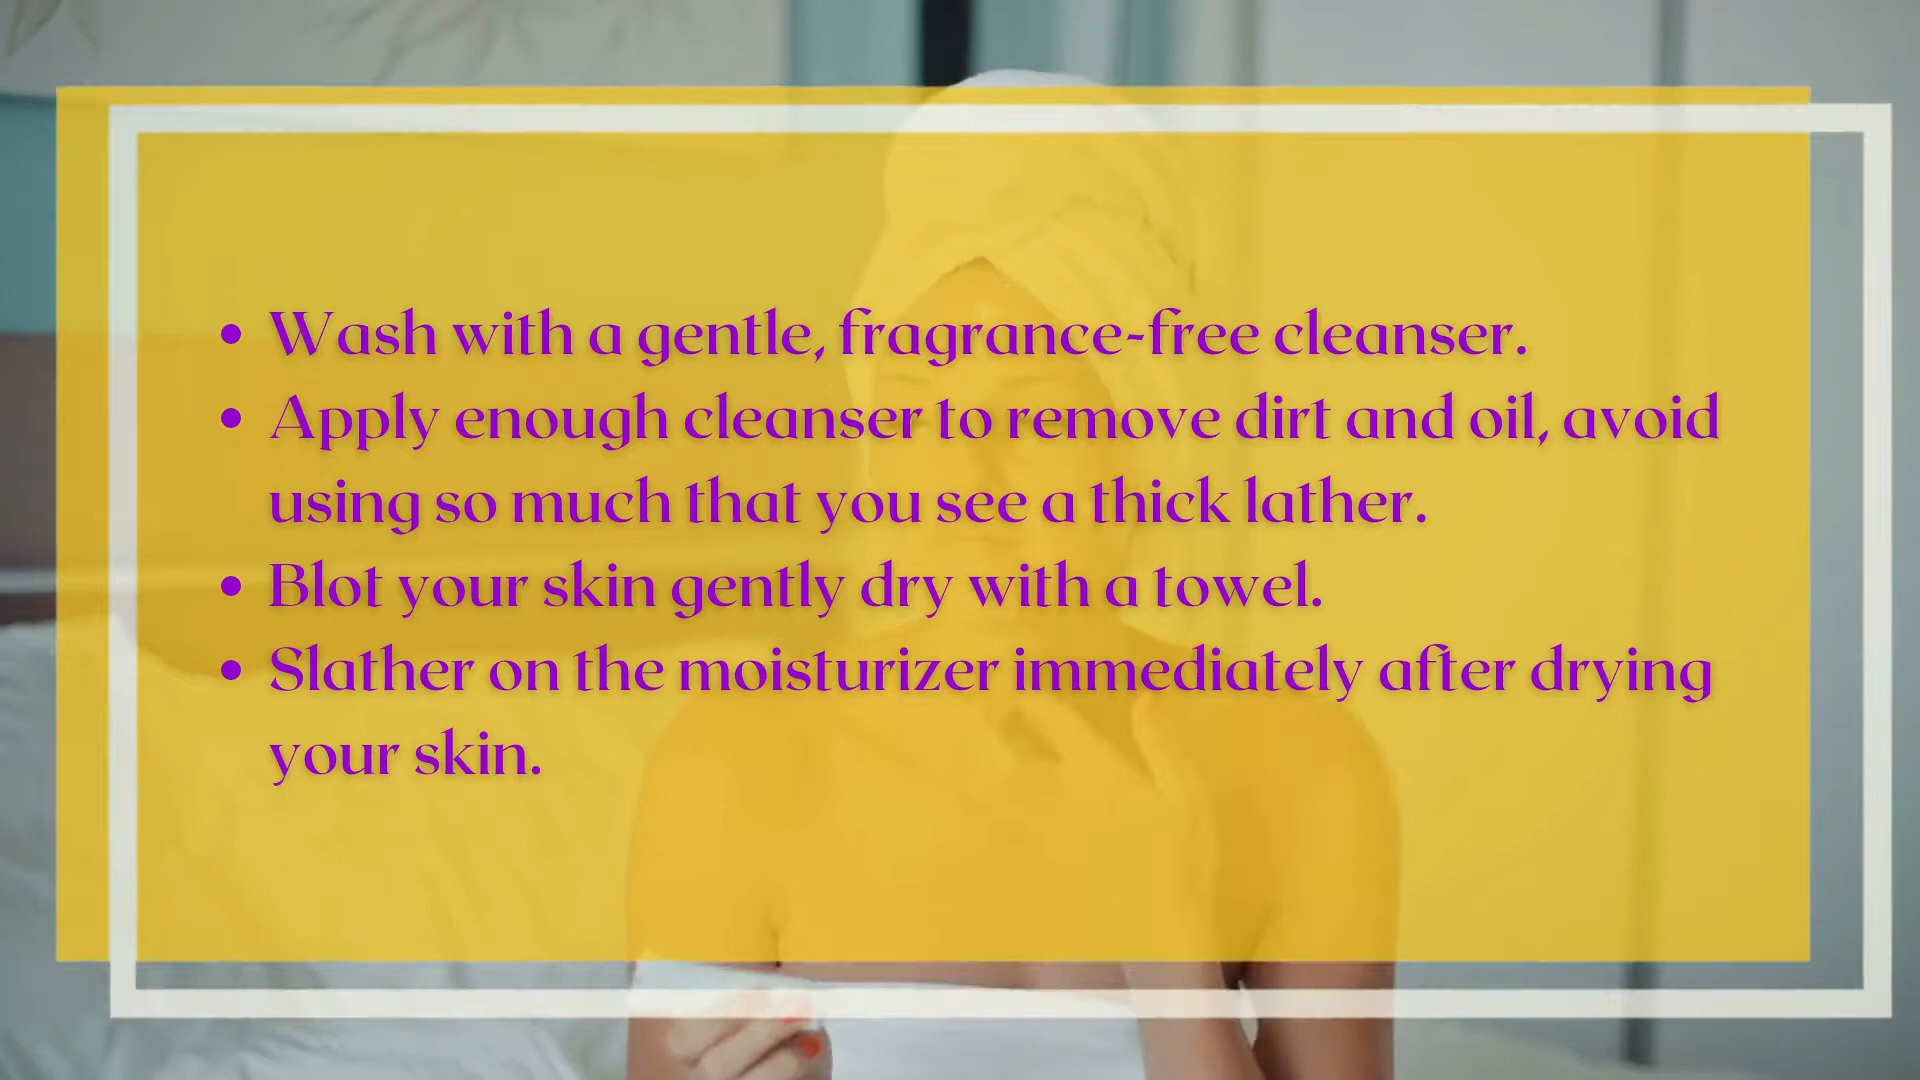 • Wash with a gentle, fragrance-free cleanser.
• Apply enough cleanser to remove dirt and oil, avoid
using so much that you see a thick lather.
• Blot your skin gently dry with a towel.
• Slather on the moisturizer immediately after drying
your skin.